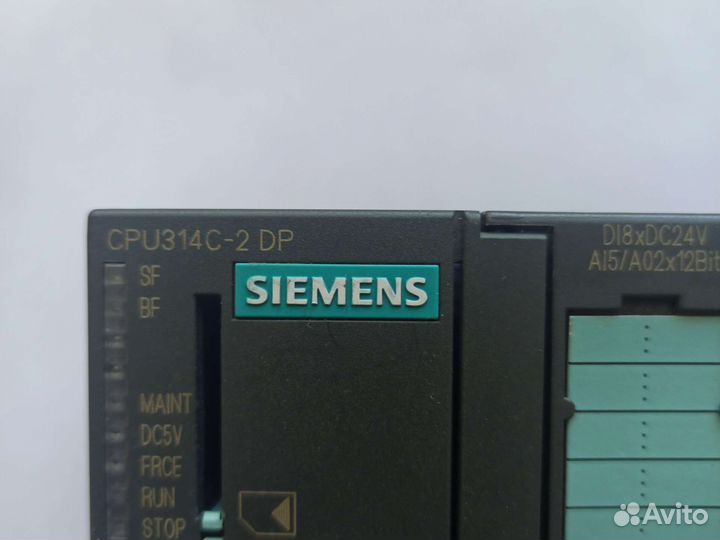 CPU314C-2 DP
SF
BF
MAINT
DC5V
FRCE
RUN
STOP
SIEMENS
DI8xDC24V
AI5/AO2x12Bit
Avito